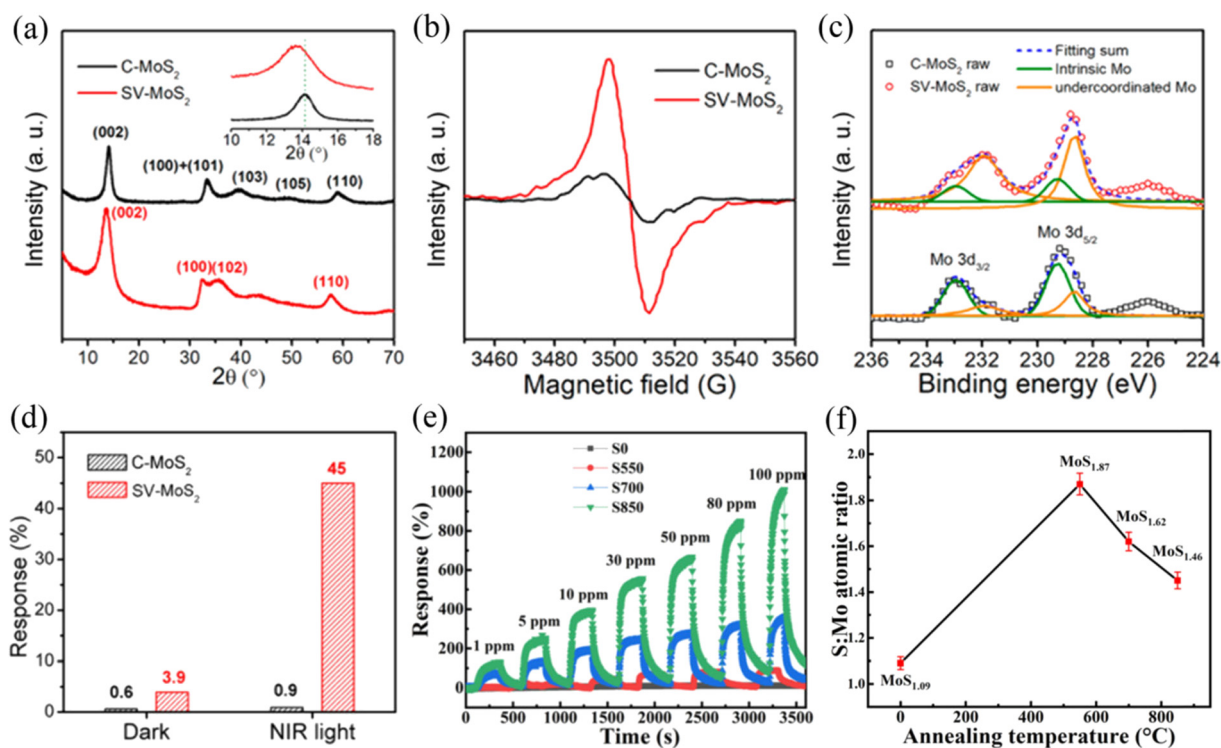 (a)
C-MoS2
SV-MoS2
10 12 14 16 18
2θ (°)
(002)
(100)+(101)
(103)
(105)
(110)
(002)
(100)
(102)
(110)
Intensity (a. u.)
10 20 30 40 50 60 70
2θ (°)
(b)
C-MoS2
SV-MoS2
Intensity (a. u.)
3460 3480 3500 3520 3540 3560
Magnetic field (G)
(c)
C-MoS2 raw
SV-MoS2 raw
Fitting sum
Intrinsic Mo
undercoordinated Mo
Mo 3d3/2
Mo 3d5/2
Intensity (a. u.)
236 234 232 230 228 226 224
Binding energy (eV)
(d)
C-MoS2
SV-MoS2
50
40
30
20
10
0
Response (%)
0.6
3.9
0.9
45
Dark
NIR light
(e)
S0
S550
S700
S850
1200
1000
800
600
400
200
0
Response (%)
1 ppm
5 ppm
10 ppm
30 ppm
50 ppm
80 ppm
100 ppm
0 500 1000 1500 2000 2500 3000 3500
Time (s)
(f)
2.0
1.8
1.6
1.4
1.2
1.0
S:Mo atomic ratio
MoS1.09
MoS1.87
MoS1.62
MoS1.46
0 200 400 600 800
Annealing temperature (°C)